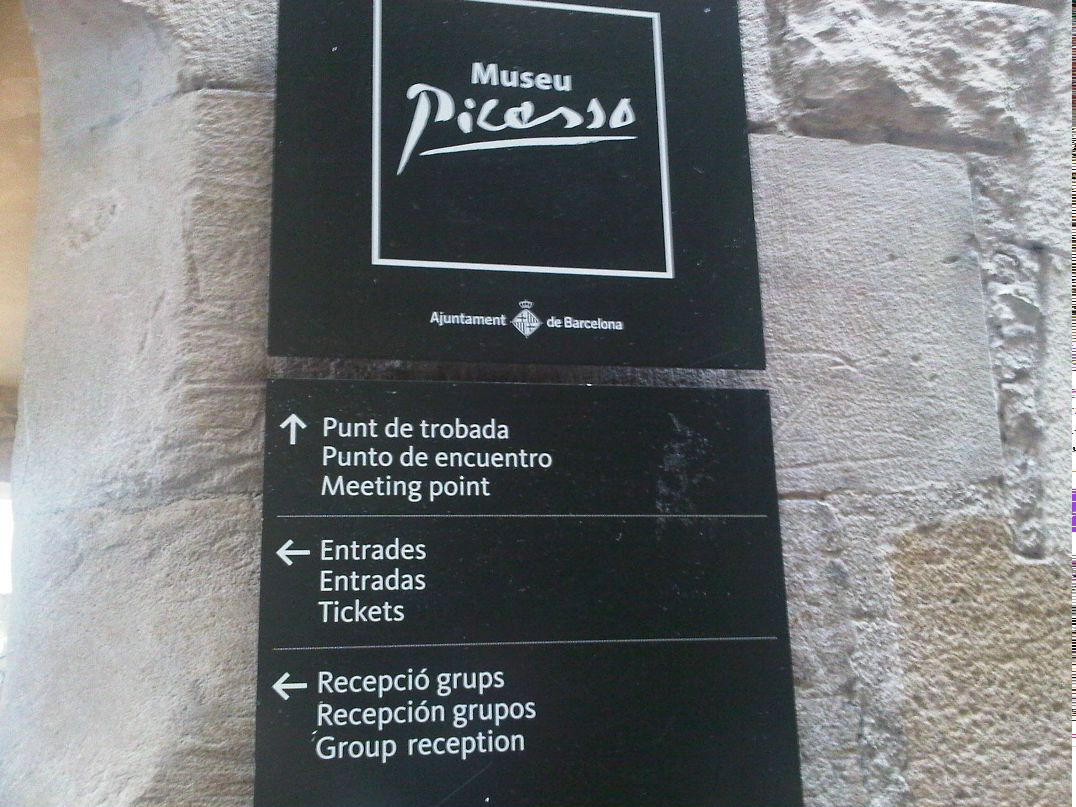 Museu
Picasso
Ajuntament de Barcelona
Punt de trobada
Punto de encuentro
Meeting point
Entrades
Entradas
Tickets
Recepció grups
Recepción grupos
Group reception